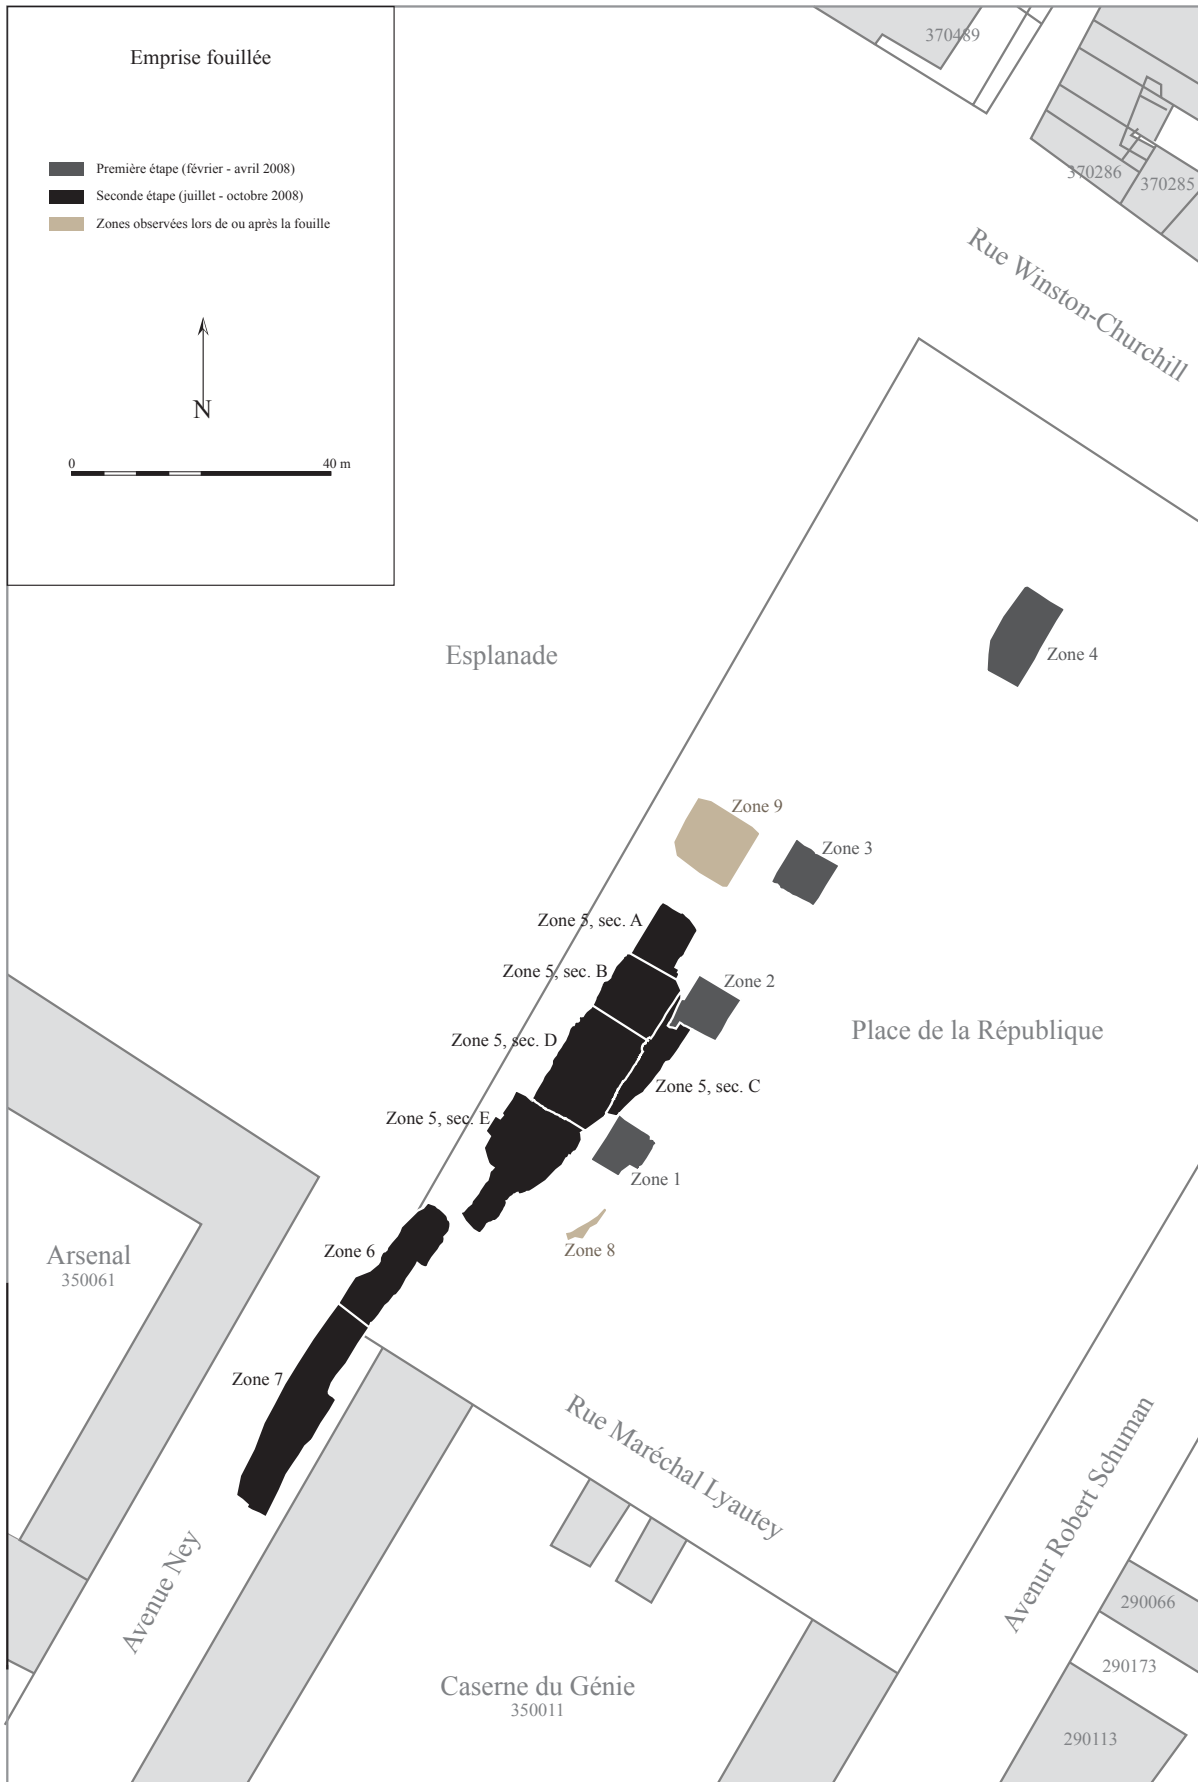 Emprise fouillée
Première étape (février - avril 2008)
Seconde étape (juillet - octobre 2008)
Zones observées lors de ou après la fouille
N
0 40 m
370489
370286
370285
Rue Winston-Churchill
Esplanade
Zone 4
Zone 9
Zone 3
Zone 5, sec. A
Zone 5, sec. B
Zone 2
Place de la République
Zone 5, sec. D
Zone 5, sec. C
Zone 5, sec. E
Zone 1
Zone 8
Zone 6
Arsenal
350061
Zone 7
Rue Maréchal Lyautey
Avenur Robert Schuman
Avenue Ney
290066
290173
Caserne du Génie
350011
290113